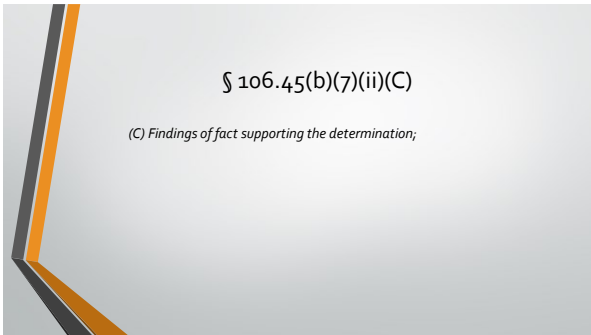 § 106.45(b)(7)(ii)(C)
(C) Findings of fact supporting the determination;